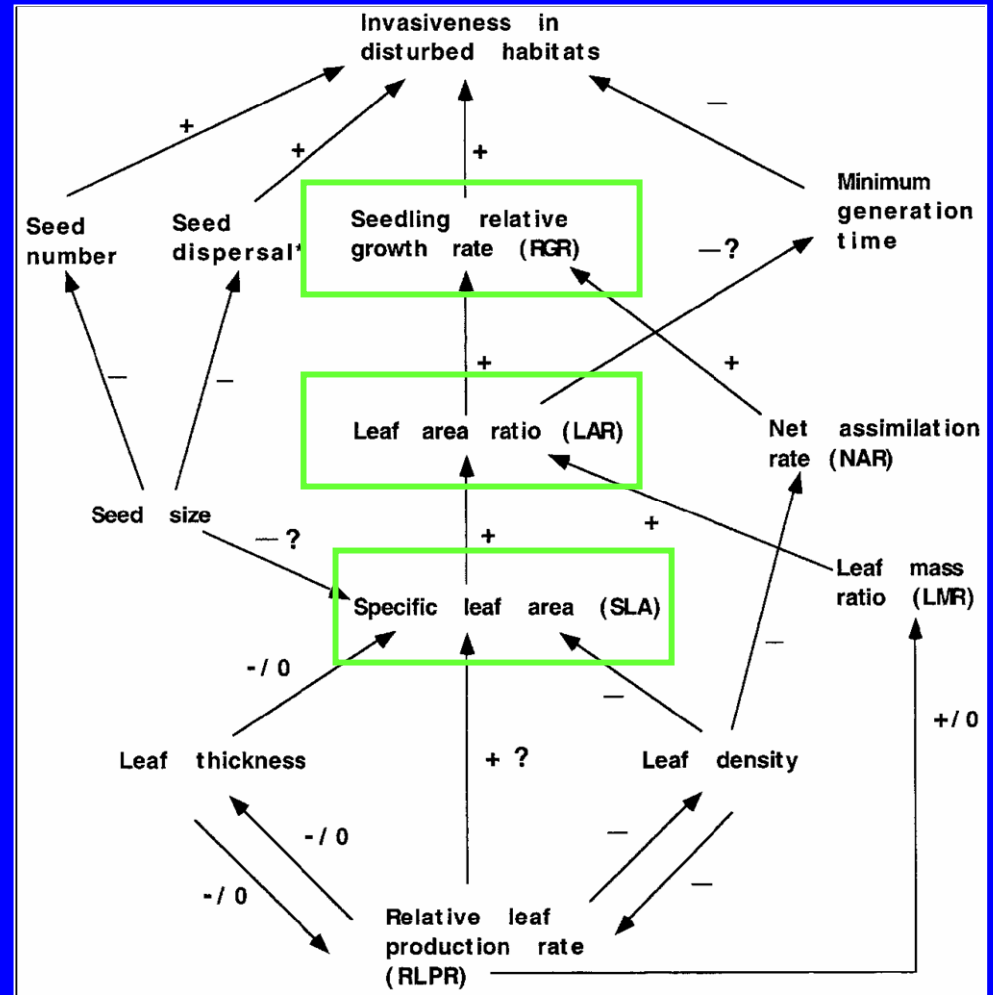 Invasiveness in
disturbed habitats
+
+
+
—
Minimum
generation
time
Seed
number
Seed
dispersal*
Seedling relative
growth rate (RGR)
—?
—
—
+
+
Leaf area ratio (LAR)
Net assimilation
rate (NAR)
Seed size
—?
+
+
Leaf mass
ratio (LMR)
Specific leaf area (SLA)
-/0
—
—
+/0
Leaf thickness
+ ?
Leaf density
-/0
—
-/0
—
Relative leaf
production rate
(RLPR)